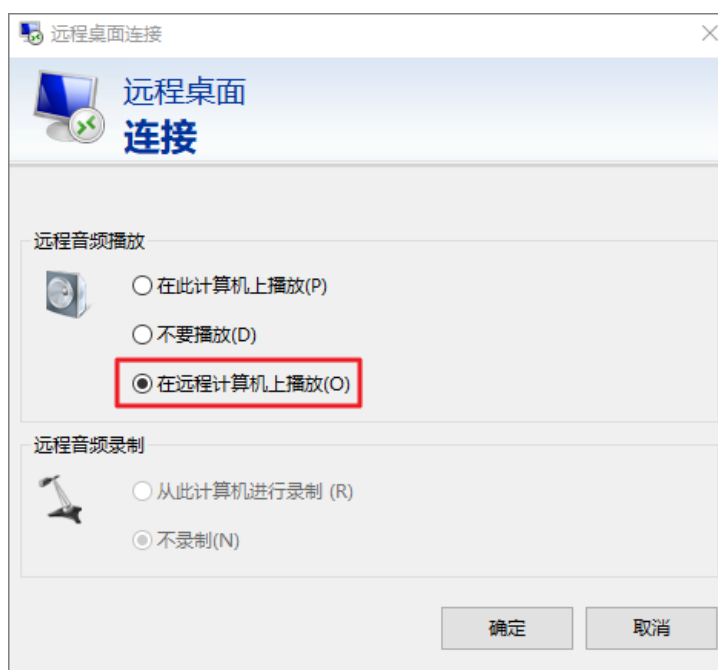 远程桌面连接
远程桌面
连接
远程音频播放
在此计算机上播放(P)
不要播放(D)
在远程计算机上播放(O)
远程音频录制
从此计算机进行录制 (R)
不录制(N)
确定 取消